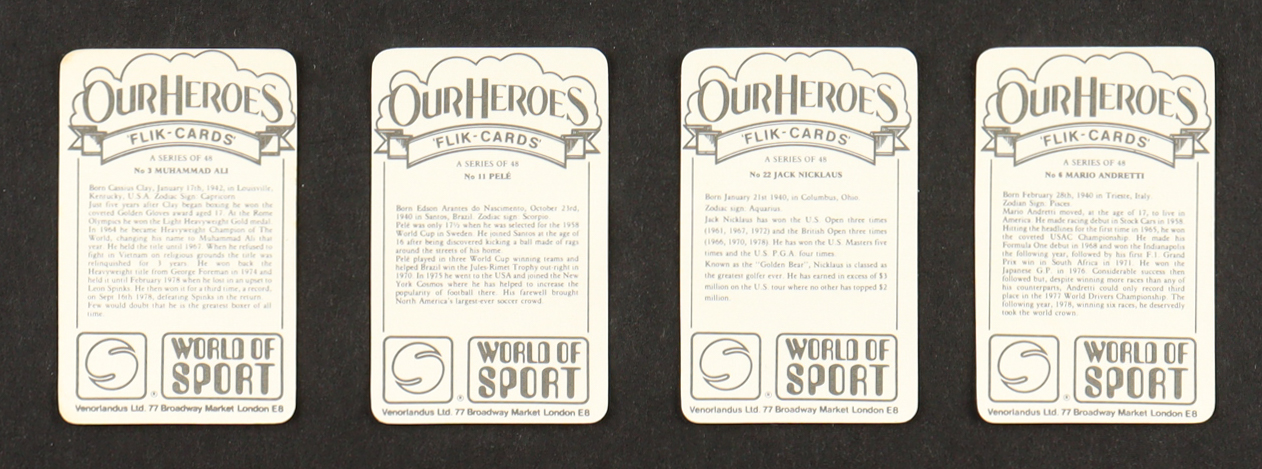 OUR HEROES
'FLIK-CARDS'
A SERIES OF 48
No 3 MUHAMMAD ALI
Born Cassius Clay, January 17th, 1942, in Louisville,
Kentucky, U.S.A. Zodiac Sign: Capricorn
Just five years after Clay began boxing he won the
coveted Golden Gloves award aged 17. At the Rome
Olympics he won the Light Heavyweight Gold medal.
In 1964 he became Heavyweight Champion of The
World, changing his name to Muhammad Ali that
year. He held the title until 1967. When he refused to
fight in Vietnam on religious grounds the title was
relinquished for 3 years. He won back the
Heavyweight title from George Foreman in 1974 and
held it until February 1978 when he lost in an upset to
Leon Spinks. He then won it for a third time, a record,
on Sept 16th 1978, defeating Spinks in the return.
Few would doubt that he is the greatest boxer of all
time.
WORLD OF
SPORT
®
Venorlandus Ltd. 77 Broadway Market London E8
OUR HEROES
'FLIK-CARDS'
A SERIES OF 48
No 11 PELÉ
Born Edson Arantes do Nascimento, October 23rd,
1940 in Santos, Brazil. Zodiac sign: Scorpio
Pelé was only 17½ when he was selected for the 1958
World Cup in Sweden. He joined Santos at the age of
16 after being discovered kicking a ball made of rags
around the streets of his home.
Pelé played in three World Cup winning teams and
helped Brazil win the Jules Rimet Trophy out-right in
1970. In 1975 he went to the USA and joined the New
York Cosmos where he has helped to increase the
popularity of football there. His farewell brought
North America's largest-ever soccer crowd.
WORLD OF
SPORT
®
Venorlandus Ltd. 77 Broadway Market London E8
OUR HEROES
'FLIK-CARDS'
A SERIES OF 48
No 22 JACK NICKLAUS
Born January 21st 1940, in Columbus, Ohio.
Zodiac sign: Aquarius
Jack Nicklaus has won the U.S. Open three times
(1961, 1967, 1972) and the British Open three times
(1966, 1970, 1978). He has won the U.S. Masters five
times and the U.S. P.G.A. four times.
Known as the "Golden Bear", Nicklaus is classed as
the greatest golfer ever. He has earned in excess of $3
million on the U.S. tour where no other has topped $2
million.
WORLD OF
SPORT
®
Venorlandus Ltd. 77 Broadway Market London E8
OUR HEROES
'FLIK-CARDS'
A SERIES OF 48
No 6 MARIO ANDRETTI
Born February 28th, 1940 in Trieste, Italy.
Zodiac Sign: Pisces
Mario Andretti moved, at the age of 17, to live in
America. He made racing debut in Stock Cars in 1958.
Hitting the headlines for the first time in 1965, he won
the coveted USAC Championship. He made his
Formula One debut in 1968 and won the Indianapolis
the following year, followed by his first F.1. Grand
Prix win in South Africa in 1971. He won the
Japanese G.P. in 1976. Considerable success then
followed but, despite winning more races than any of
his counterparts, Andretti could only record third
place in the 1977 World Drivers Championship. The
following year, 1978, winning six races, he deservedly
took the world crown.
WORLD OF
SPORT
®
Venorlandus Ltd. 77 Broadway Market London E8